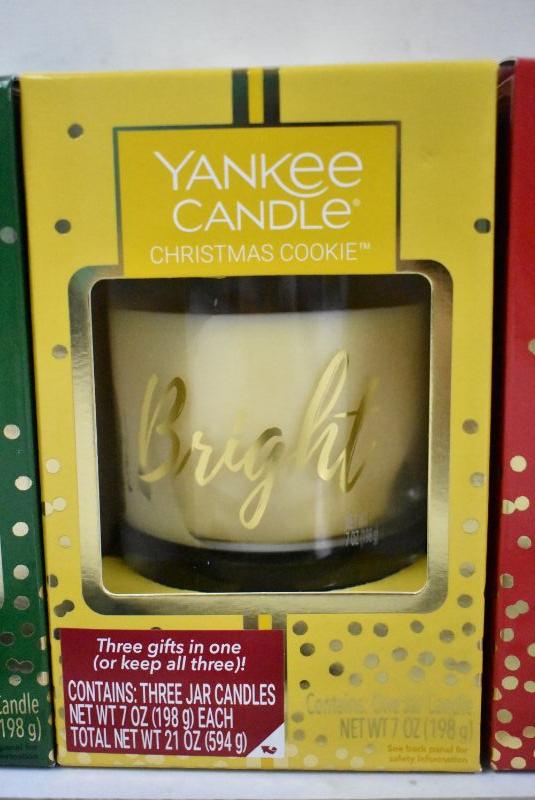 YANKEE
CANDLE®
CHRISTMAS COOKIE™
Bright
7 OZ (198 g)
Three gifts in one
(or keep all three)!
CONTAINS: THREE JAR CANDLES
NET WT 7 OZ (198 g) EACH
TOTAL NET WT 21 OZ (594 g)
Contains: One Jar Candle
NET WT 7 OZ (198 g)
See back panel for
safety information
Candle
198 g)
panel for